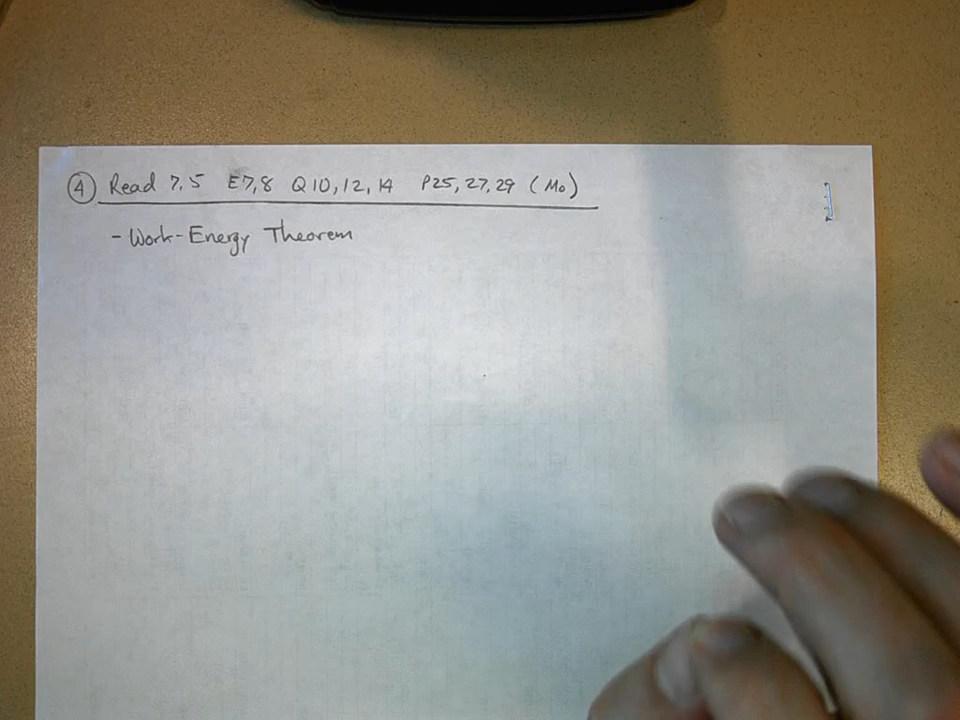 ④ Read 7.5 E7,8 Q10,12,14 P25,27,29 (Mo)
- Work-Energy Theorem